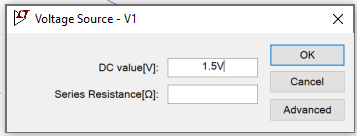 Voltage Source - V1
DC value[V]:
1.5V
OK
Series Resistance[Ω]:
Cancel
Advanced